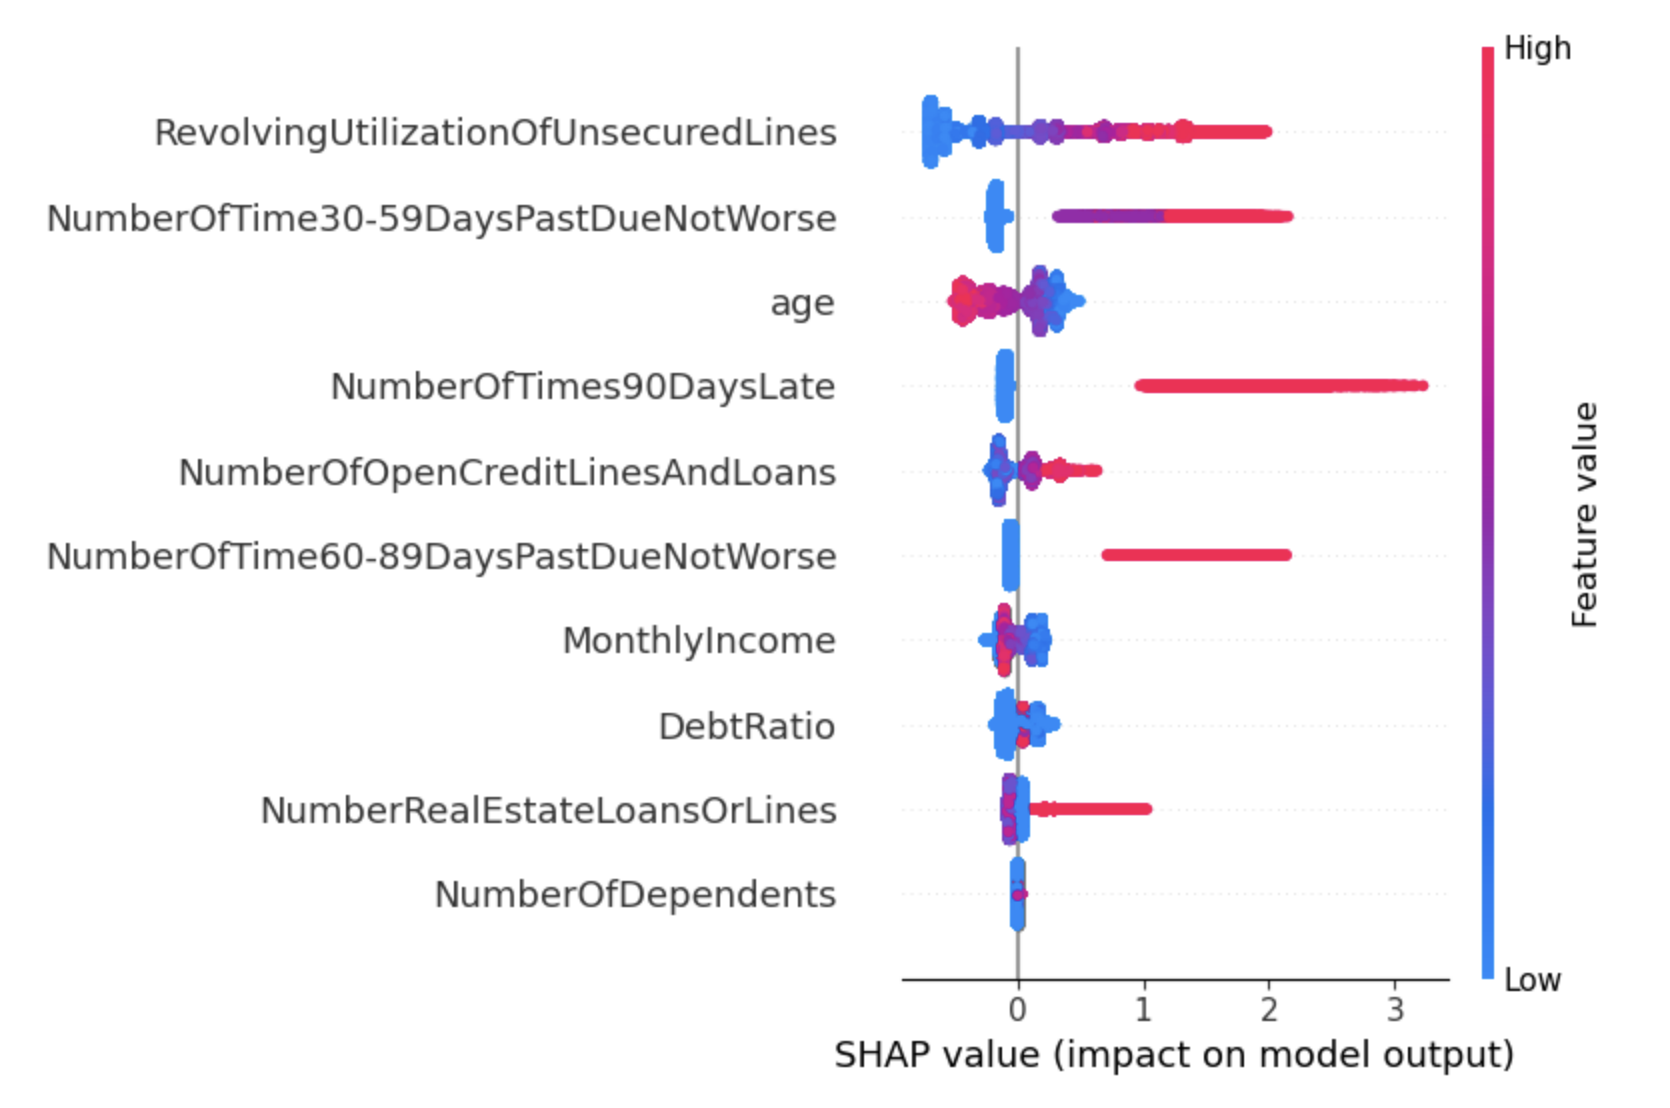 High
RevolvingUtilizationOfUnsecuredLines
NumberOfTime30-59DaysPastDueNotWorse
age
NumberOfTimes90DaysLate
NumberOfOpenCreditLinesAndLoans
NumberOfTime60-89DaysPastDueNotWorse
MonthlyIncome
DebtRatio
NumberRealEstateLoansOrLines
NumberOfDependents
Feature value
Low
0 1 2 3
SHAP value (impact on model output)